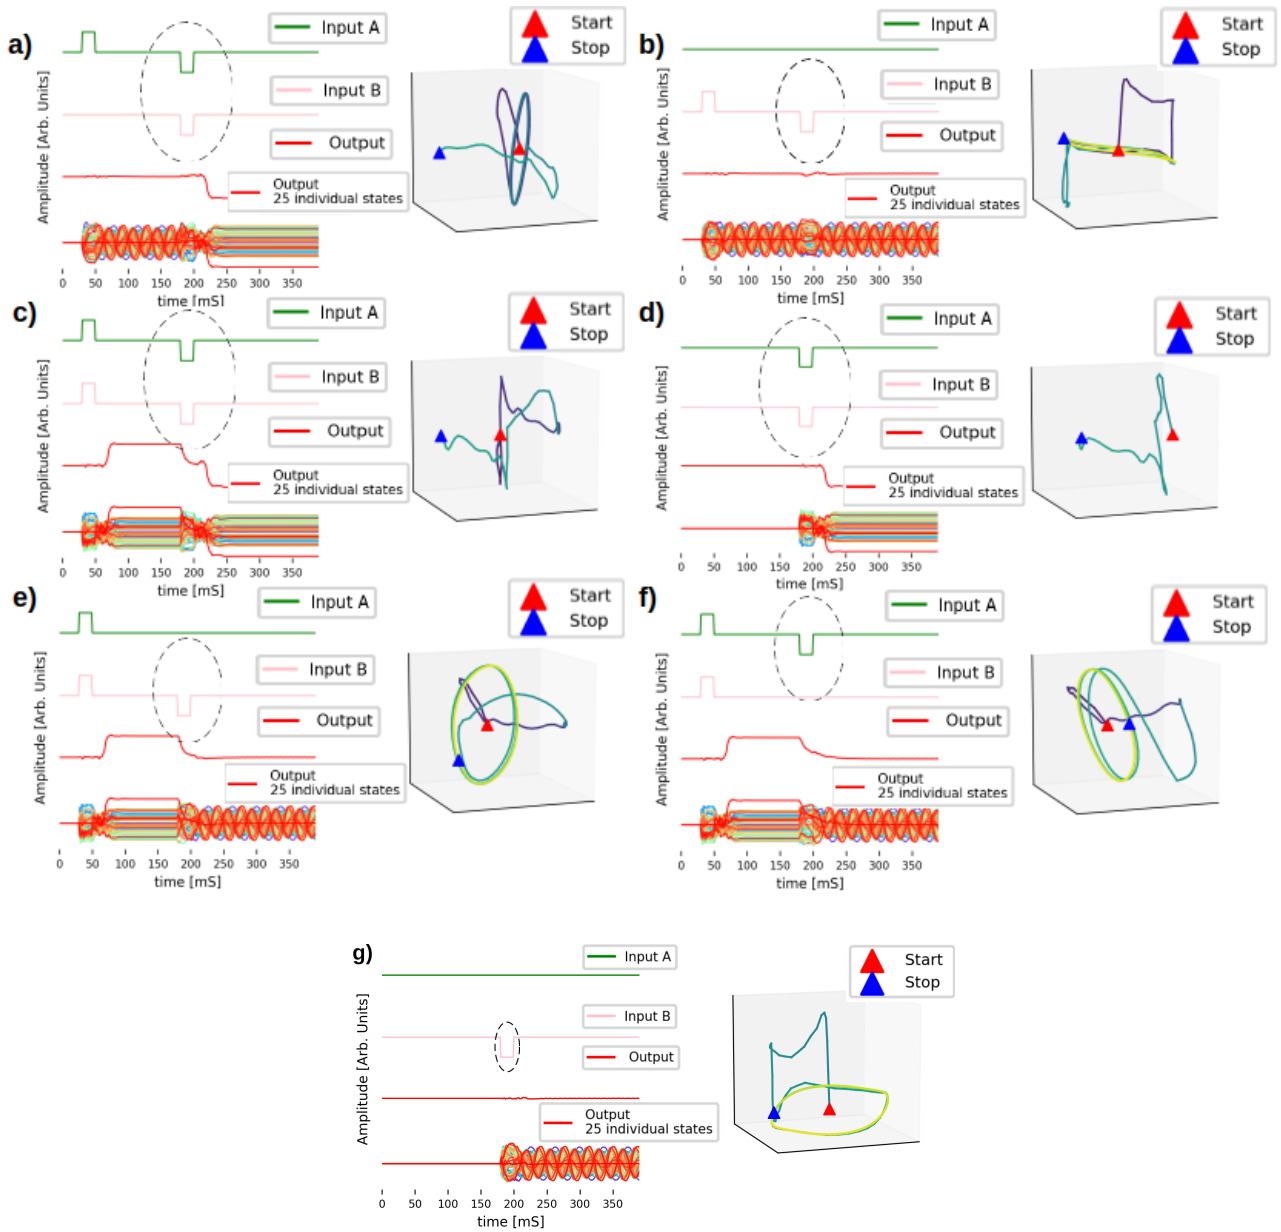 a)
Input A
Input B
Output
Output
25 individual states
Amplitude [Arb. Units]
0 50 100 150 200 250 300 350
time [mS]
Start
Stop
b)
Input A
Input B
Output
Output
25 individual states
Amplitude [Arb. Units]
0 50 100 150 200 250 300 350
time [mS]
Start
Stop
c)
Input A
Input B
Output
Output
25 individual states
Amplitude [Arb. Units]
0 50 100 150 200 250 300 350
time [mS]
Start
Stop
d)
Input A
Input B
Output
Output
25 individual states
Amplitude [Arb. Units]
0 50 100 150 200 250 300 350
time [mS]
Start
Stop
e)
Input A
Input B
Output
Output
25 individual states
Amplitude [Arb. Units]
0 50 100 150 200 250 300 350
time [mS]
Start
Stop
f)
Input A
Input B
Output
Output
25 individual states
Amplitude [Arb. Units]
0 50 100 150 200 250 300 350
time [mS]
Start
Stop
g)
Input A
Input B
Output
Output
25 individual states
Amplitude [Arb. Units]
0 50 100 150 200 250 300 350
time [mS]
Start
Stop